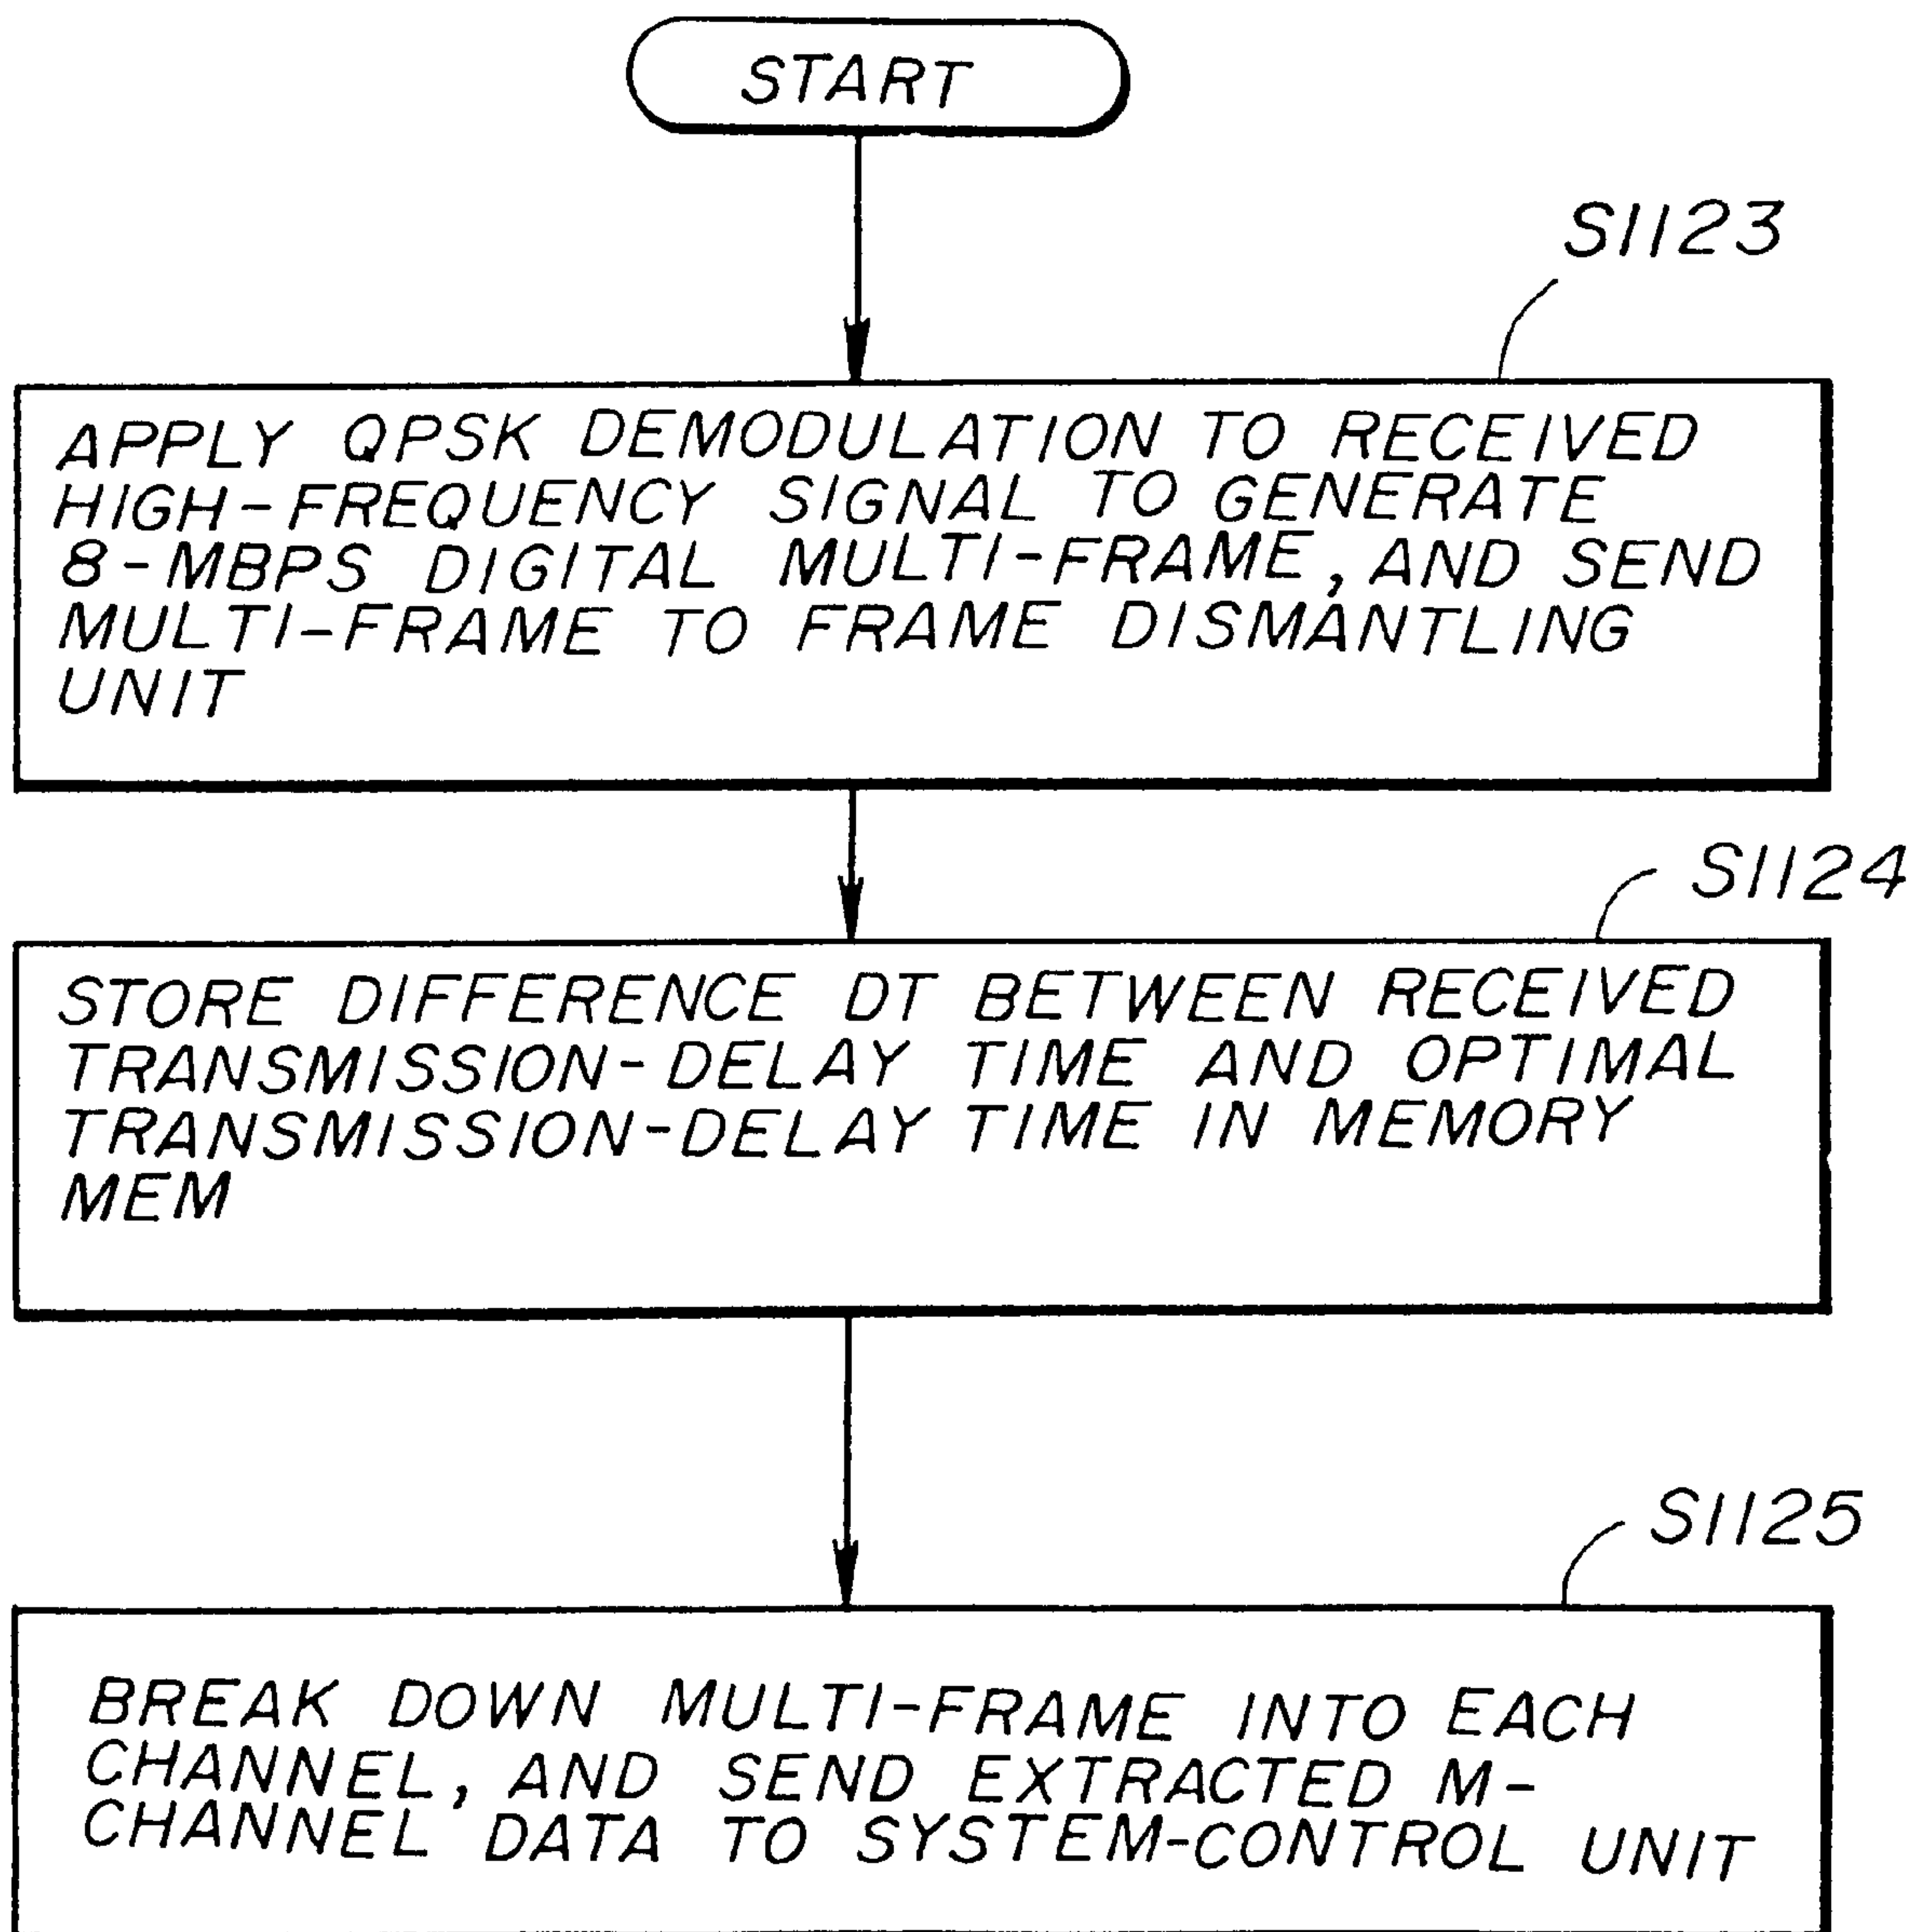 START
S1123
APPLY QPSK DEMODULATION TO RECEIVED
HIGH-FREQUENCY SIGNAL TO GENERATE
8-MBPS DIGITAL MULTI-FRAME, AND SEND
MULTI-FRAME TO FRAME DISMANTLING
UNIT
S1124
STORE DIFFERENCE DT BETWEEN RECEIVED
TRANSMISSION-DELAY TIME AND OPTIMAL
TRANSMISSION-DELAY TIME IN MEMORY
MEM
S1125
BREAK DOWN MULTI-FRAME INTO EACH
CHANNEL, AND SEND EXTRACTED M-
CHANNEL DATA TO SYSTEM-CONTROL UNIT